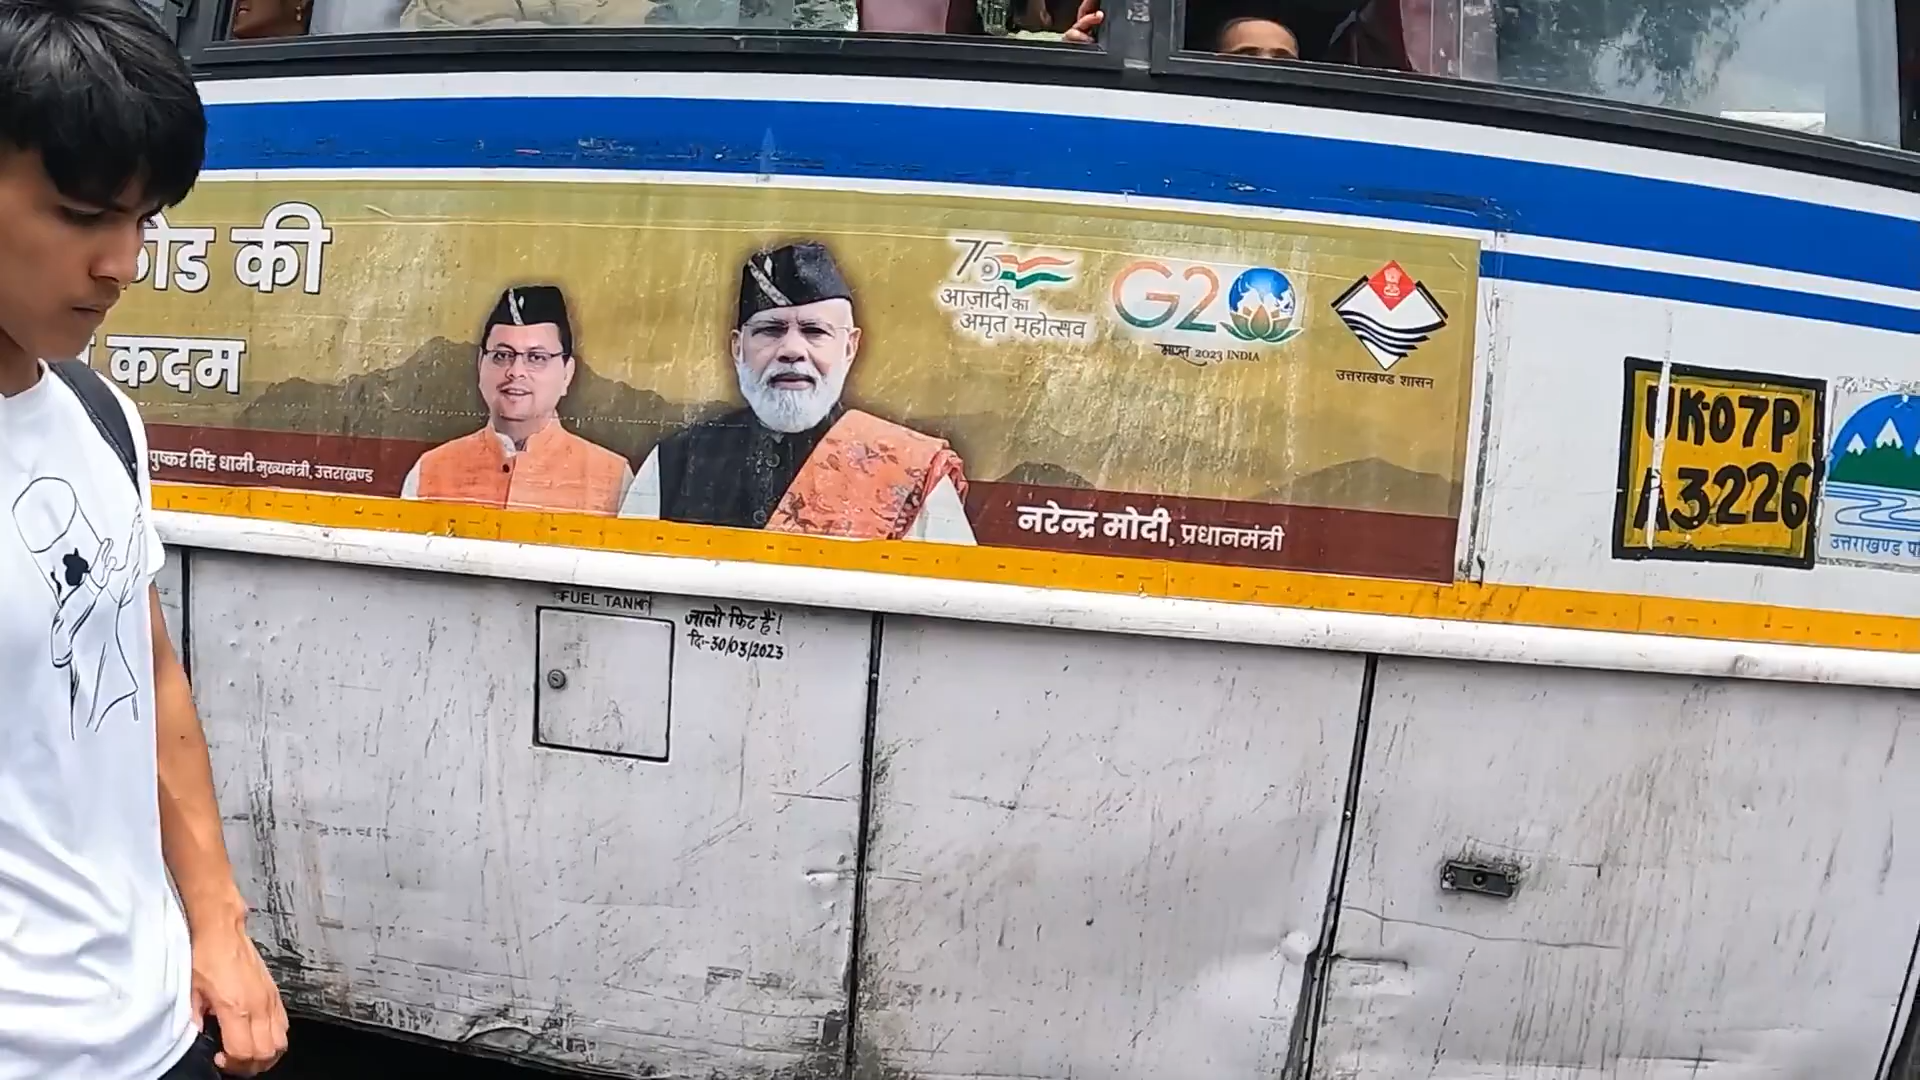 की
कदम
पुष्कर सिंह धामी मुख्यमंत्री, उत्तराखण्ड
75
आज़ादी का
अमृत महोत्सव
G20
भारत 2023 INDIA
उत्तराखण्ड शासन
नरेन्द्र मोदी, प्रधानमंत्री
UK07P
A3226
उत्तराखण्ड
FUEL TANK
जाली फिट है!
दि:-30/03/2023